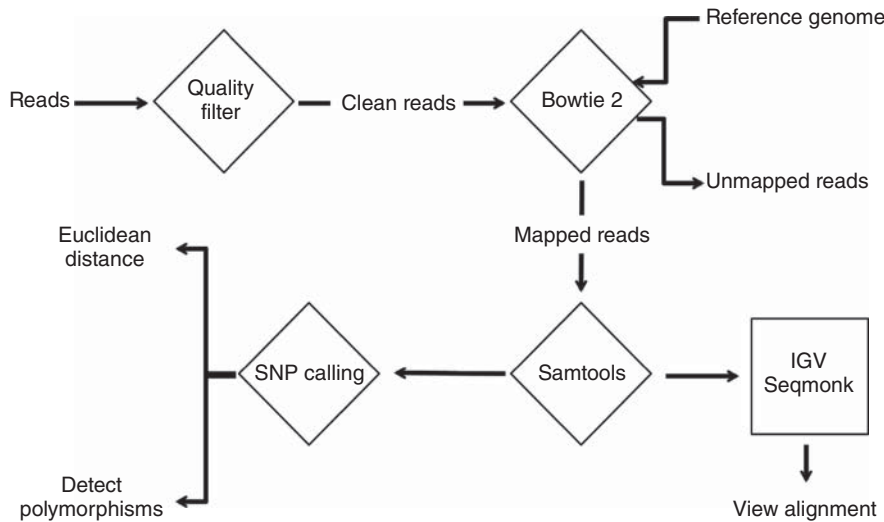 Reference genome
Reads
Quality
filter
Clean reads
Bowtie 2
Unmapped reads
Mapped reads
Euclidean
distance
SNP calling
Samtools
IGV
Seqmonk
Detect
polymorphisms
View alignment